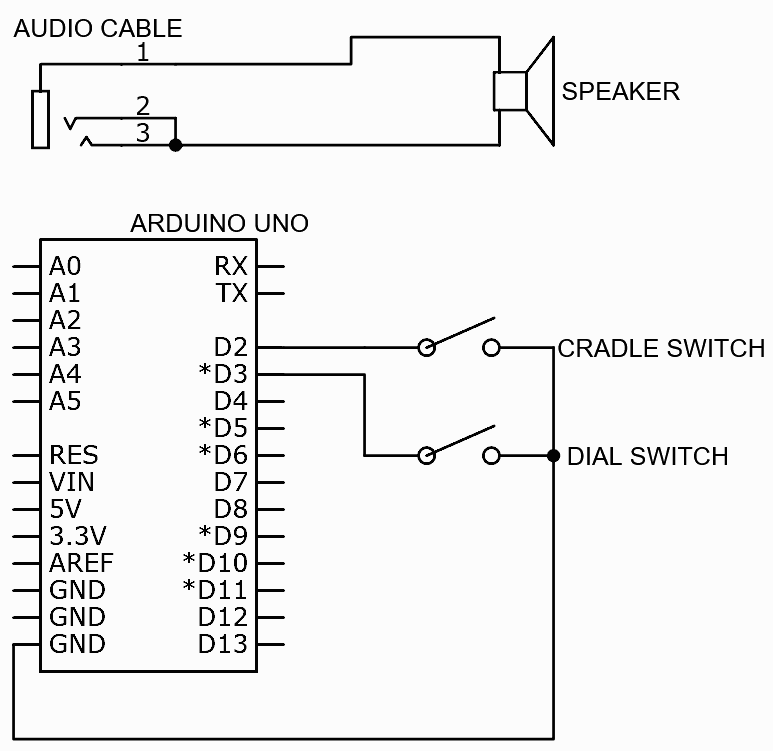 AUDIO CABLE
1
2
3
SPEAKER
ARDUINO UNO
A0 RX
A1 TX
A2
A3 D2
CRADLE SWITCH
A4 *D3
A5 D4
*D5
RES *D6
DIAL SWITCH
VIN D7
5V D8
3.3V *D9
AREF *D10
GND *D11
GND D12
GND D13